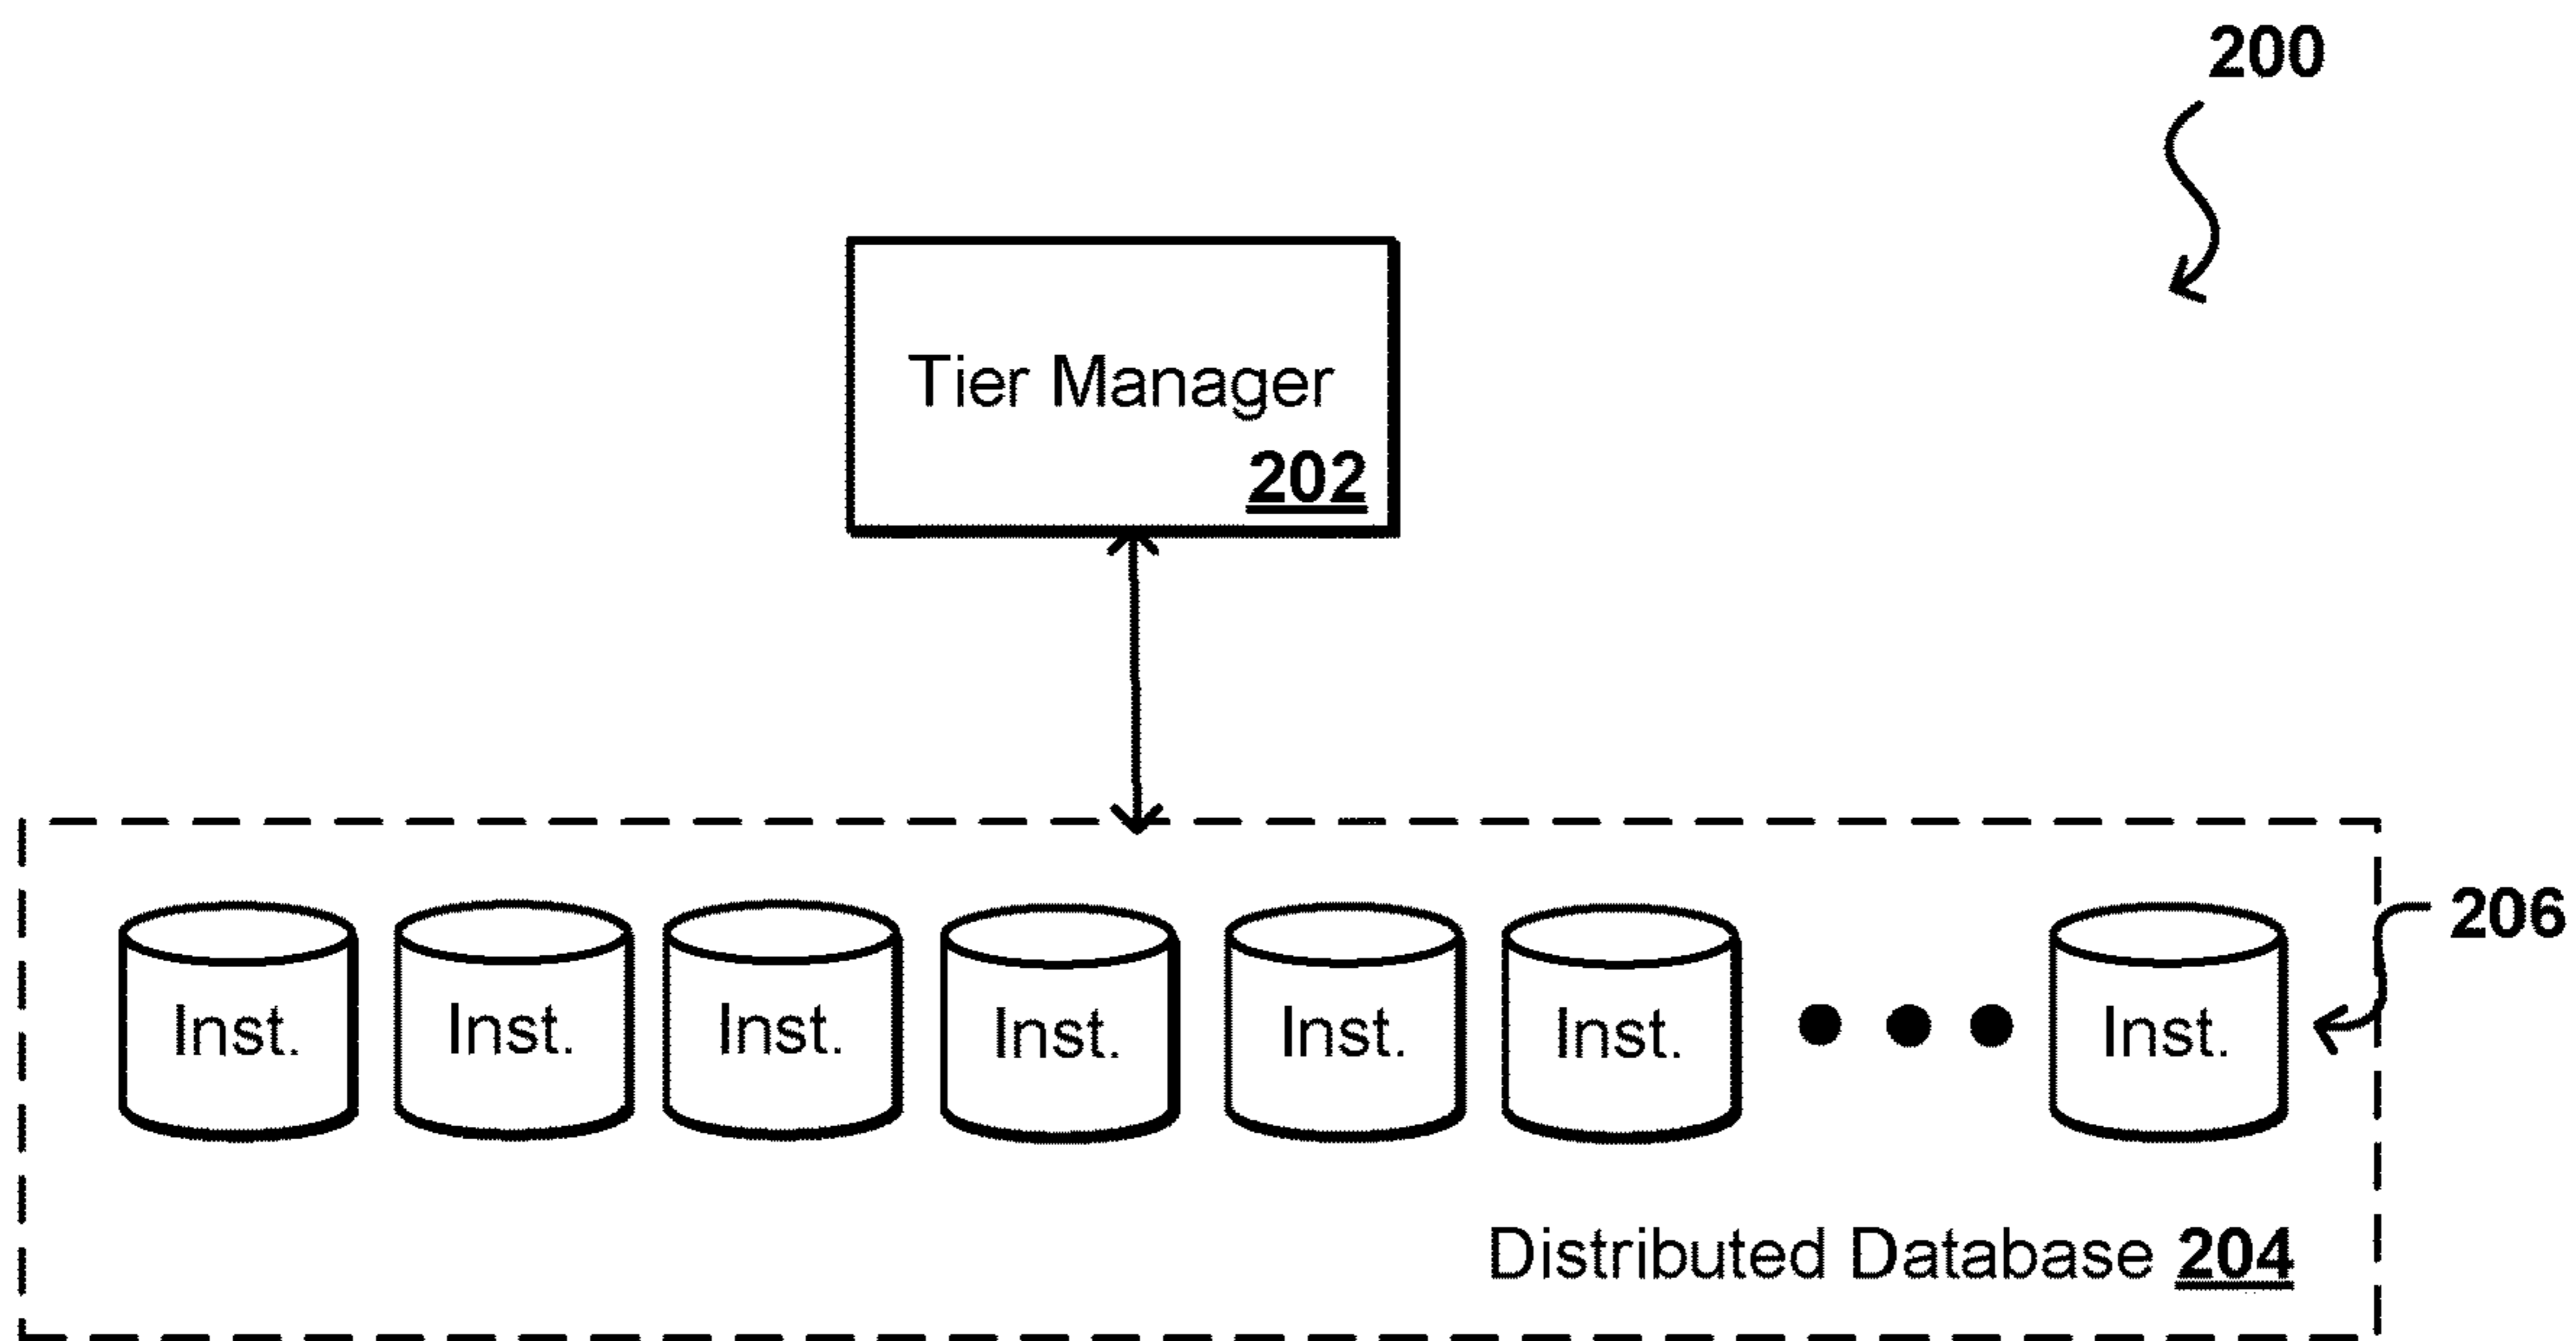 200
Tier Manager
202
Inst. Inst. Inst. Inst. Inst. Inst. Inst.
206
Distributed Database 204